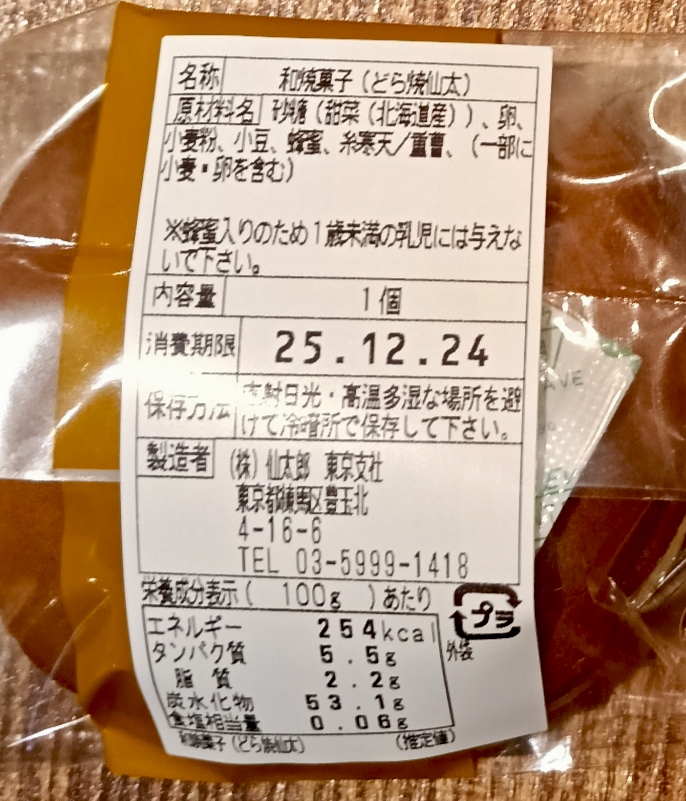 名称 和焼菓子(どら焼仙太)
原材料名 砂糖(甜菜(北海道産))、卵、
小麦粉、小豆、蜂蜜、糸寒天/重曹、(一部に
小麦・卵を含む)
※蜂蜜入りのため1歳未満の乳児には与えな
いで下さい。
内容量 1個
消費期限 25.12.24
保存方法 直射日光・高温多湿な場所を避
けて冷暗所で保存して下さい。
製造者 (株)仙太郎 東京支社
東京都練馬区豊玉北
4-16-6
TEL 03-5999-1418
栄養成分表示( 100g )あたり
エネルギー 254kcal
タンパク質 5.5g
脂質 2.2g
炭水化物 53.1g
食塩相当量 0.06g
和焼菓子(どら焼仙太) (推定値)
プラ
外袋